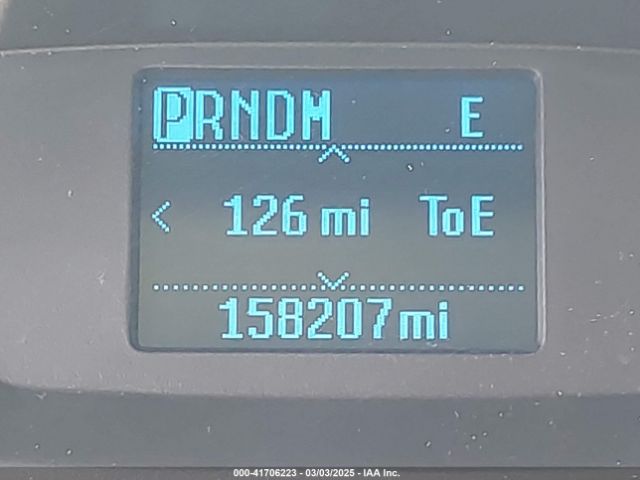 PRNDM E
< 126 mi ToE
158207mi
000-41706223 - 03/03/2025 - IAA Inc.